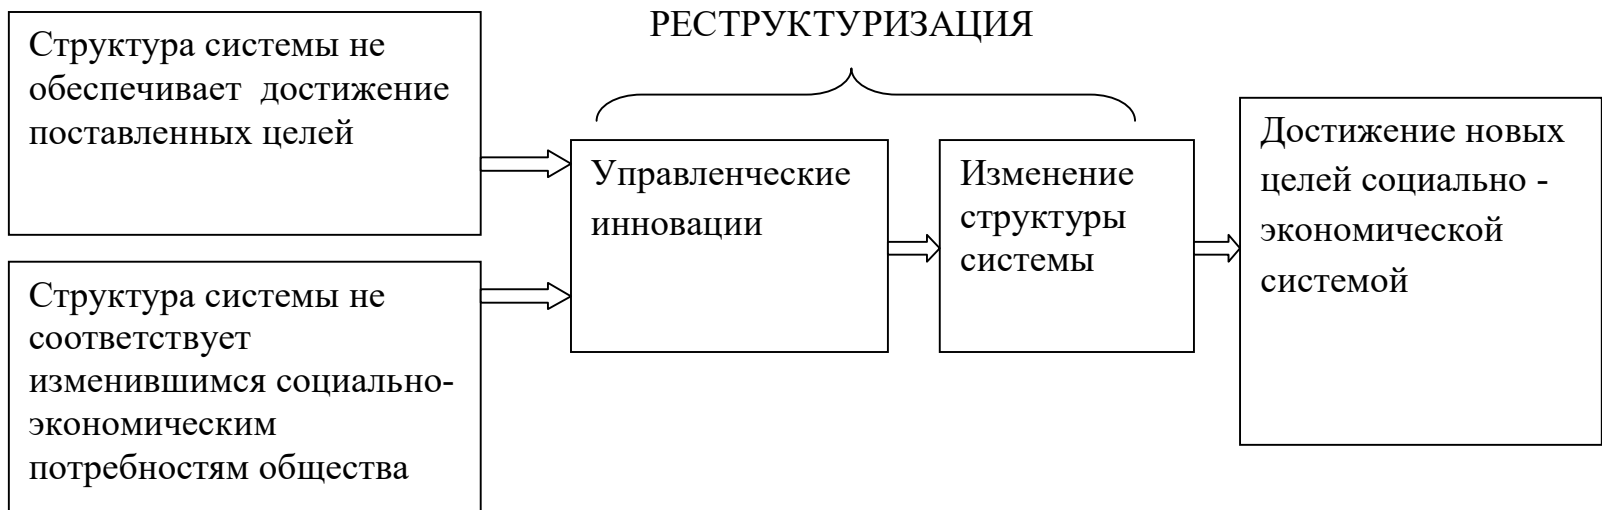 РЕСТРУКТУРИЗАЦИЯ
Структура системы не
обеспечивает  достижение
поставленных целей
Структура системы не
соответствует
изменившимся социально-
экономическим
потребностям общества
Управленческие
инновации
Изменение
структуры
системы
Достижение новых
целей социально -
экономической
системой